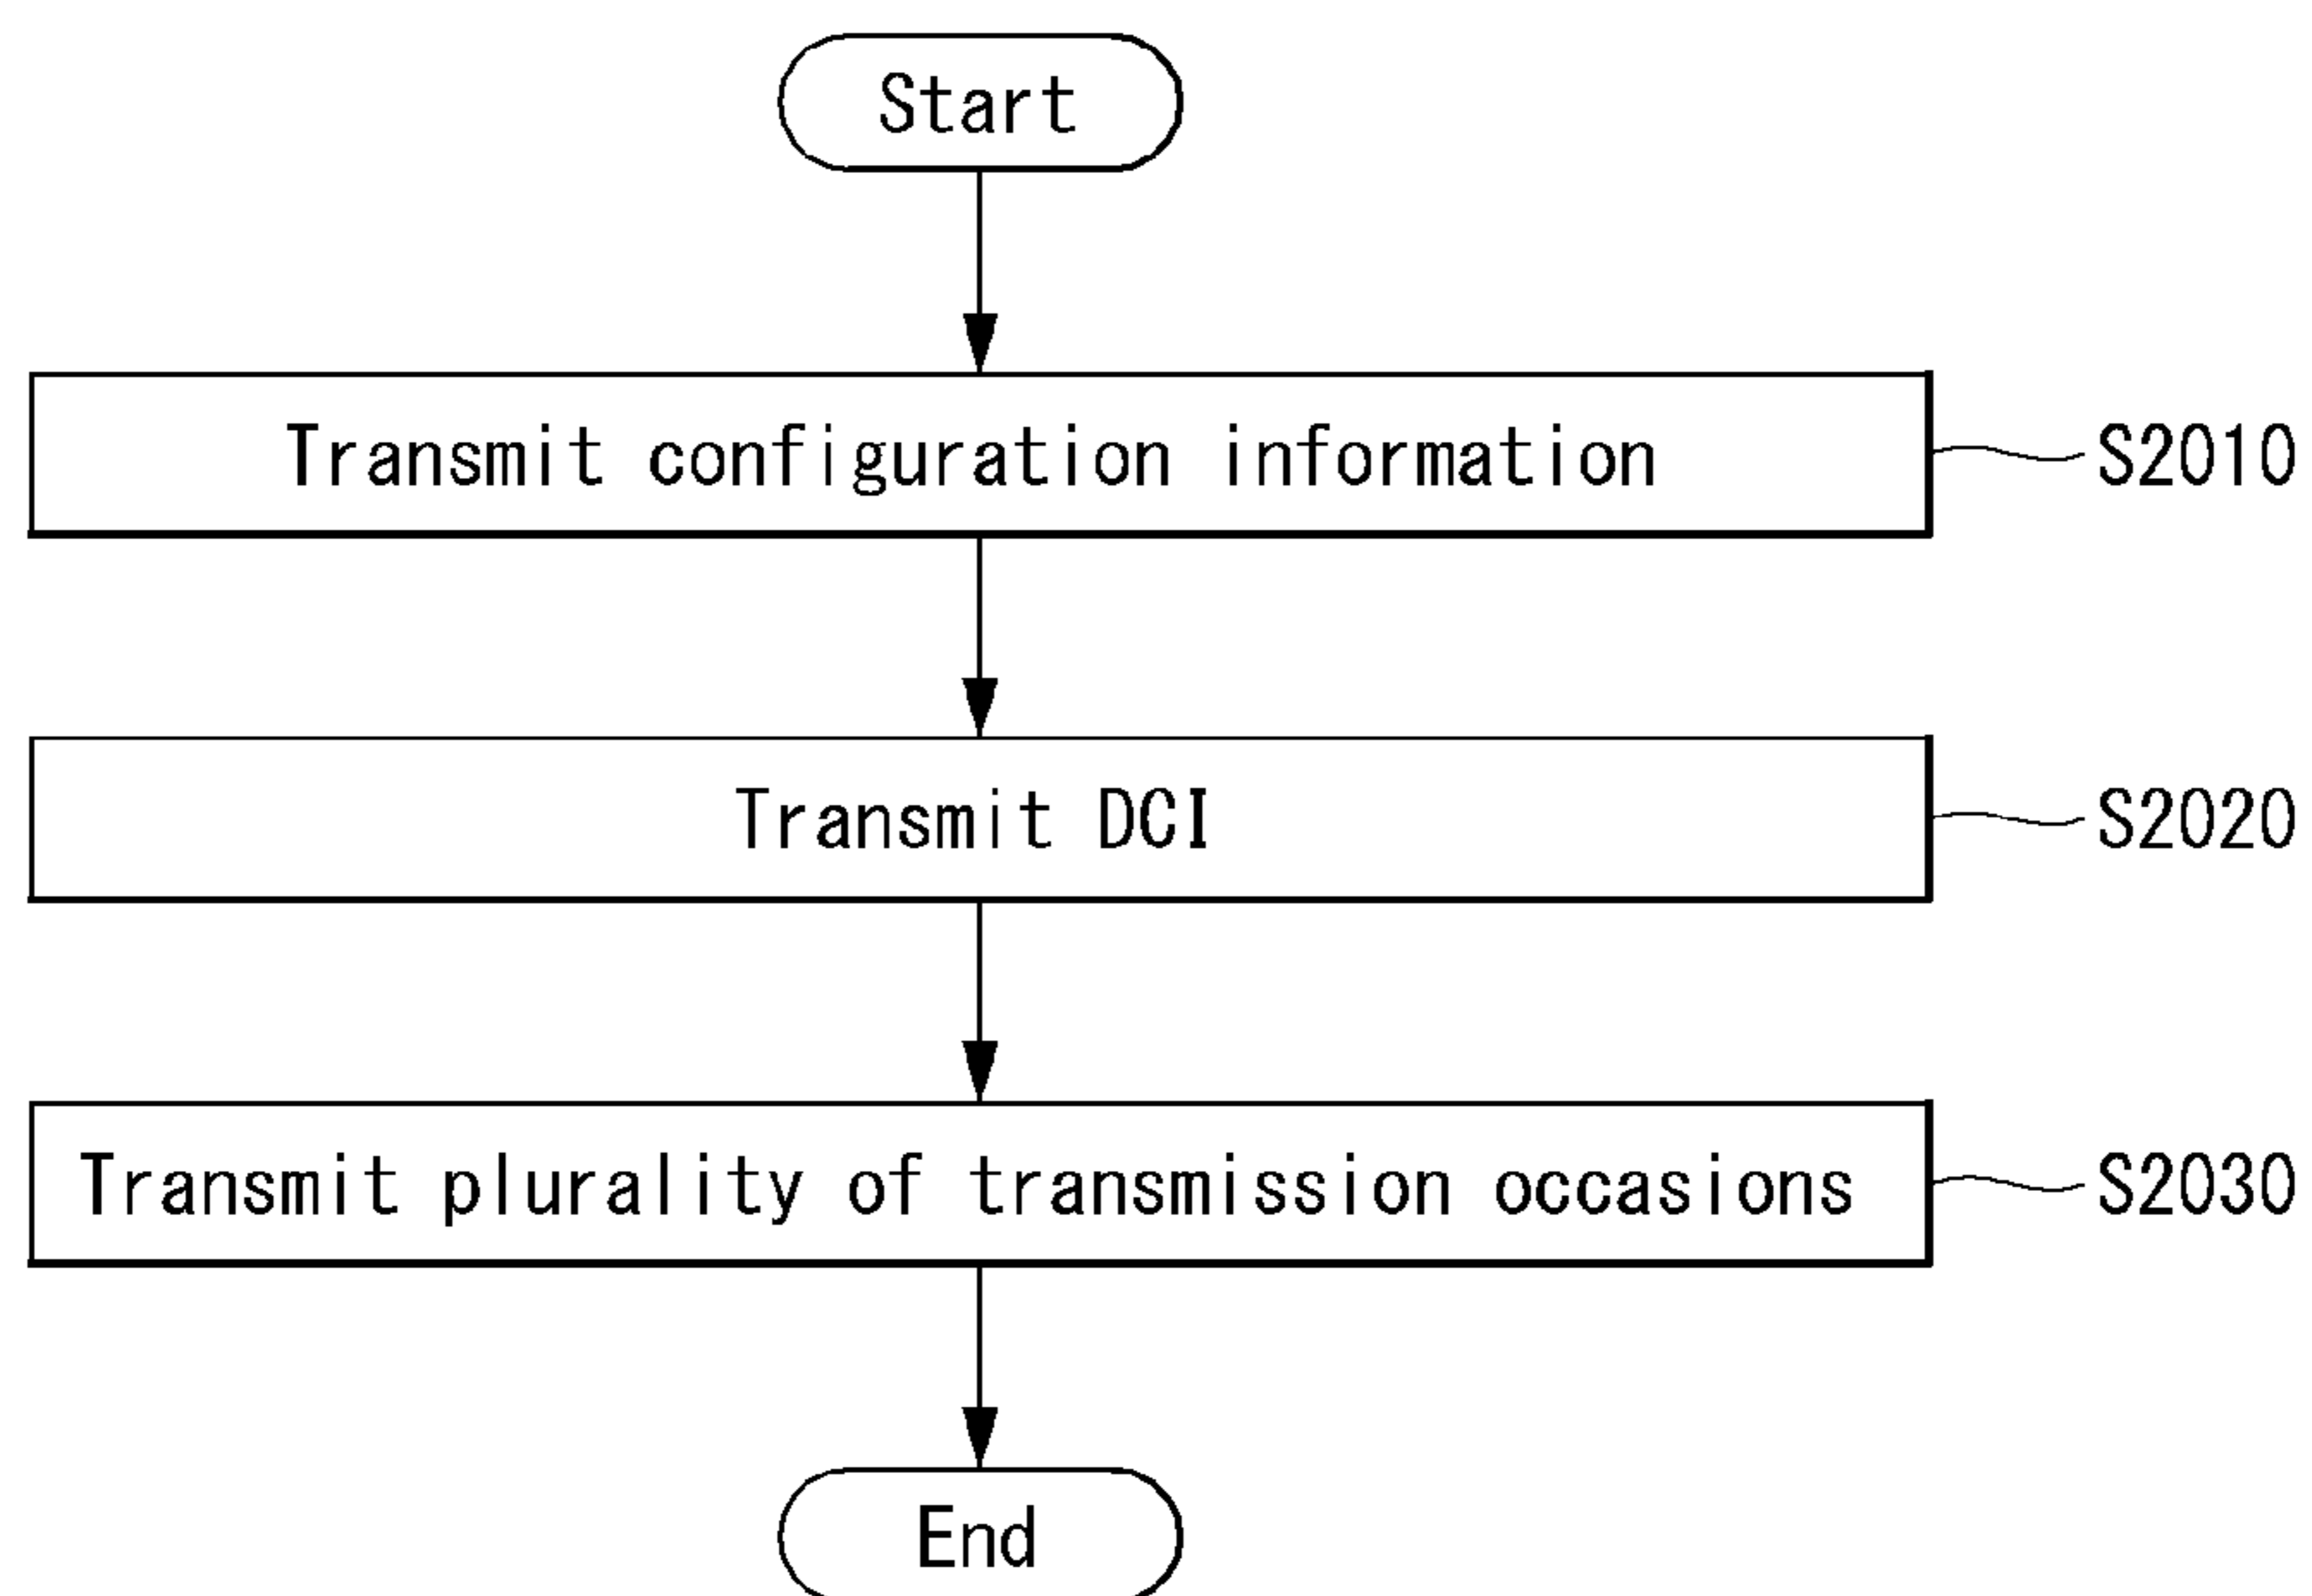 Start
Transmit configuration information
S2010
Transmit DCI
S2020
Transmit plurality of transmission occasions
S2030
End